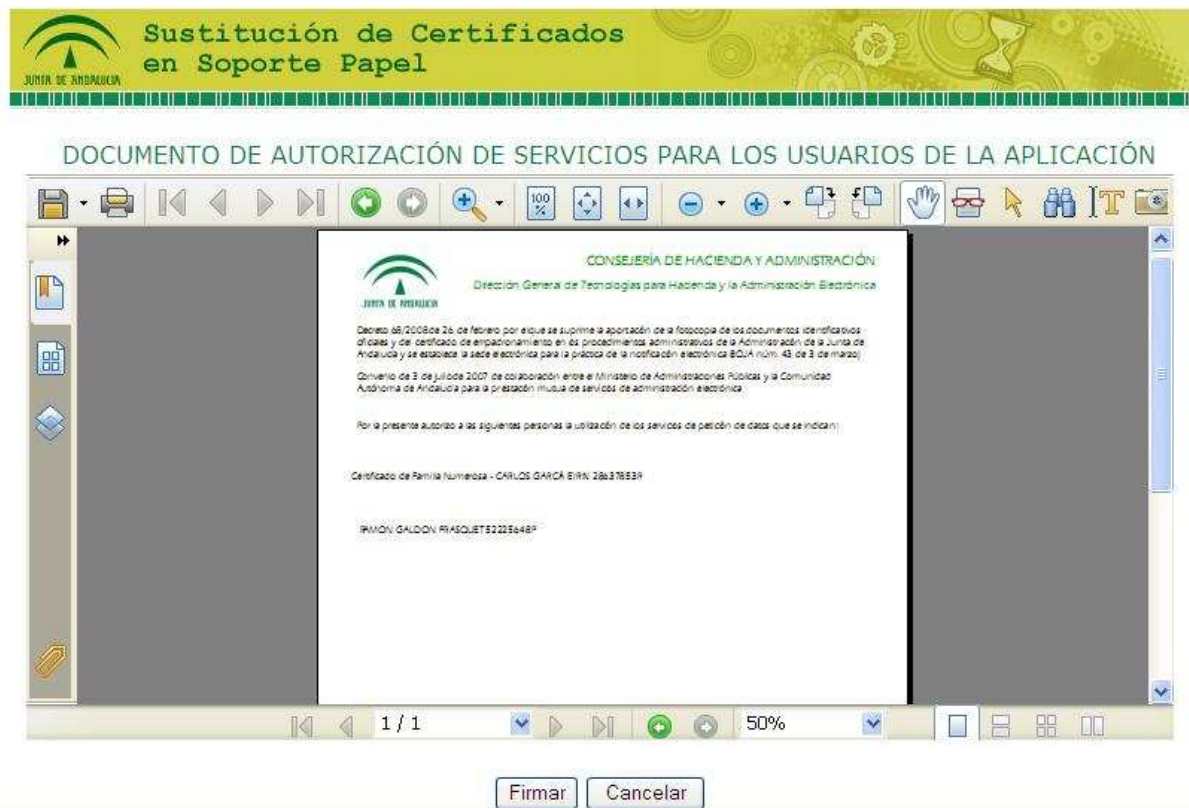 Sustitución de Certificados
en Soporte Papel
JUNTA DE ANDALUCIA
DOCUMENTO DE AUTORIZACIÓN DE SERVICIOS PARA LOS USUARIOS DE LA APLICACIÓN
100
%
T
CONSEJERÍA DE HACIENDA Y ADMINISTRACIÓN
Dirección General de Tecnologías para Hacienda y la Administración Electrónica
JUNTA DE ANDALUCIA
Decreto 68/2008de 26 de febrero por el que se suprime la aportación de la fotocopia de los documentos identificativos
oficiales y del certificado de empadronamiento en los procedimientos administrativos de la Administración de la Junta de
Andalucía y se establece la sede electrónica para la práctica de la notificación electrónica BOJA núm. 43 de 3 de marzo)
Convenio de 3 de juliode 2007 de colaboración entre el Ministerio de Administraciones Públicas y la Comunidad
Autónoma de Andalucía para la prestación mutua de servicios de administración electrónica
Por la presente autorizo a las siguientes personas la utilización de los servicios de petición de datos que se indican:
Certificado de Familia Numerosa - CARLOS GARCÁ
RAMON GALDON FRASQUET
1 / 1
50%
Firmar
Cancelar